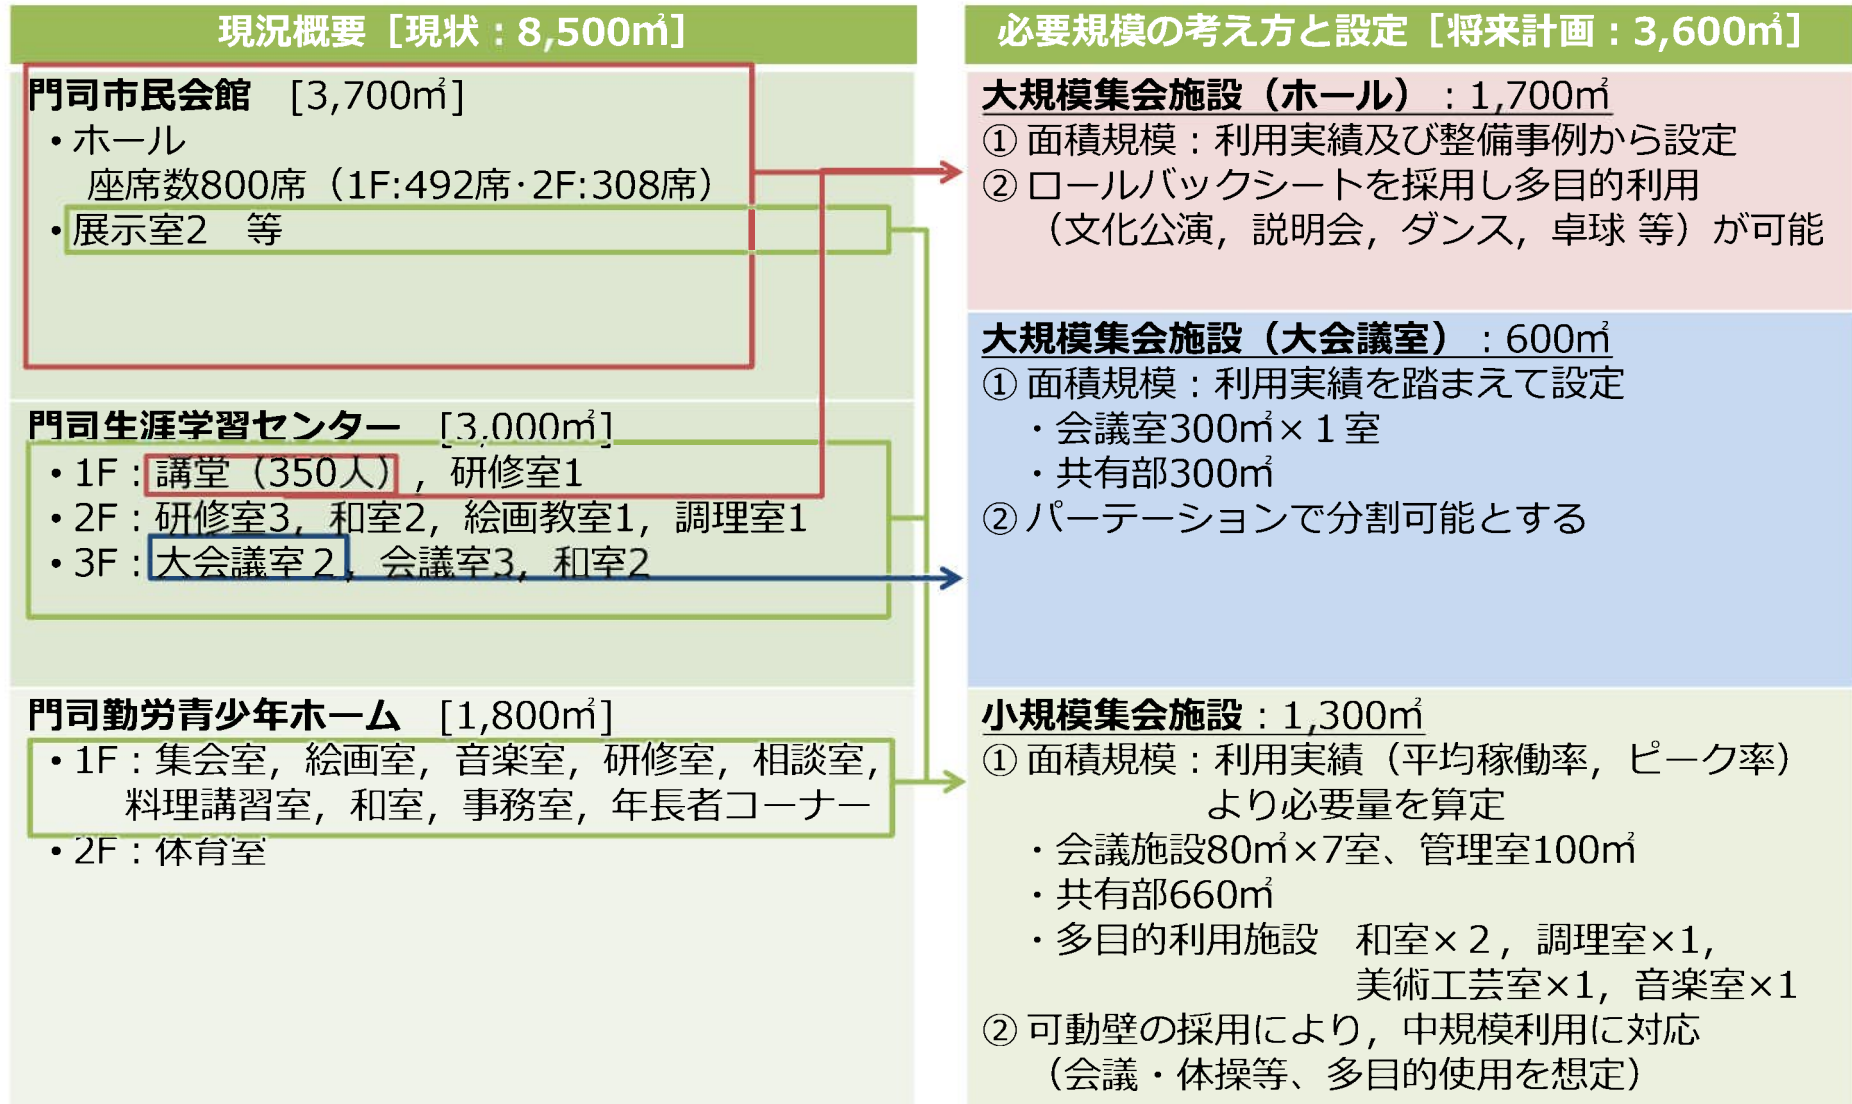 現況概要［現状：8,500㎡］
門司市民会館　[3,700㎡]
・ホール
座席数800席（1F:492席･2F:308席）
・展示室2　等
門司生涯学習センター　[3,000㎡]
・1F：講堂（350人），研修室1
・2F：研修室3，和室2，絵画教室1，調理室1
・3F：大会議室２，会議室3，和室2
門司勤労青少年ホーム　[1,800㎡]
・1F：集会室，絵画室，音楽室，研修室，相談室，
料理講習室，和室，事務室，年長者コーナー
・2F：体育室
必要規模の考え方と設定［将来計画：3,600㎡］
大規模集会施設（ホール）：1,700㎡
① 面積規模：利用実績及び整備事例から設定
② ロールバックシートを採用し多目的利用
（文化公演，説明会，ダンス，卓球 等）が可能
大規模集会施設（大会議室）：600㎡
① 面積規模：利用実績を踏まえて設定
・会議室300㎡×１室
・共有部300㎡
② パーテーションで分割可能とする
小規模集会施設：1,300㎡
① 面積規模：利用実績（平均稼働率，ピーク率）
より必要量を算定
・会議施設80㎡×7室、管理室100㎡
・共有部660㎡
・多目的利用施設　和室×２，調理室×1，
美術工芸室×1，音楽室×1
② 可動壁の採用により，中規模利用に対応
（会議・体操等、多目的使用を想定）